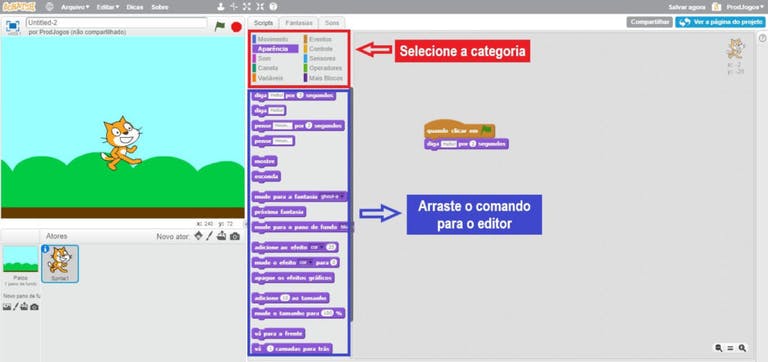 SCRATCH
Arquivo
Editar
Dicas
Sobre
Salvar agora
ProdJogos
Untitled-2
por ProdJogos (não compartilhado)
Scripts
Fantasias
Sons
Compartilhar
Ver a página do projeto
Movimento
Eventos
Aparência
Controle
Som
Sensores
Caneta
Operadores
Variáveis
Mais Blocos
Selecione a categoria
x: -2
y: -28
diga Hello! por 2 segundos
diga Hello!
pense Hmm... por 2 segundos
pense Hmm...
mostre
esconda
mude para a fantasia
próxima fantasia
mude para o pano de fundo
adicione ao efeito cor 25
mude o efeito cor para 0
apague os efeitos gráficos
adicione 10 ao tamanho
mude o tamanho para 100 %
vá para a frente
vá 1 camadas para trás
quando clicar em
diga Hello! por 2 segundos
Arraste o comando
para o editor
x: 240 y: 72
Atores
Novo ator:
Palco
1 pano de fundo
Novo pano de fu
Sprite1